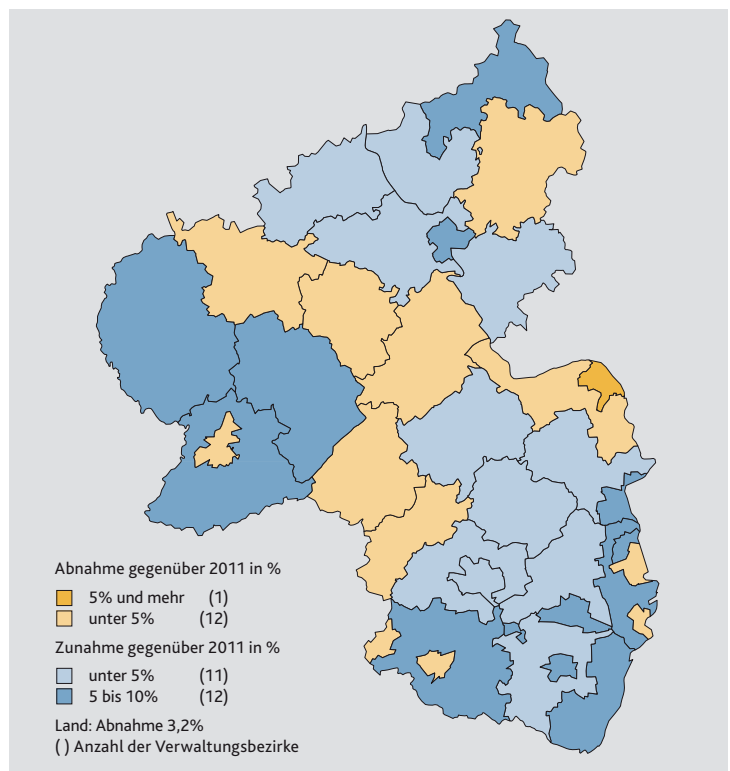 Abnahme gegenüber 2011 in %
5% und mehr (1)
unter 5% (12)
Zunahme gegenüber 2011 in %
unter 5% (11)
5 bis 10% (12)
Land: Abnahme 3,2%
( ) Anzahl der Verwaltungsbezirke